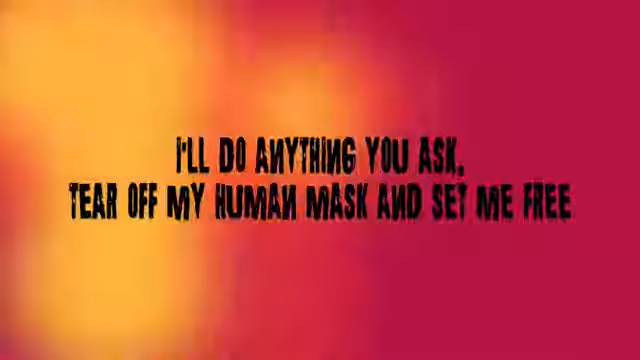 I'LL DO ANYTHING YOU ASK,
TEAR OFF MY HUMAN MASK AND SET ME FREE